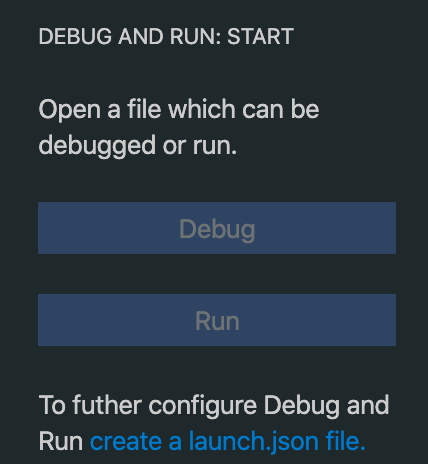 DEBUG AND RUN: START
Open a file which can be
debugged or run.
Debug
Run
To futher configure Debug and
Run create a launch.json file.